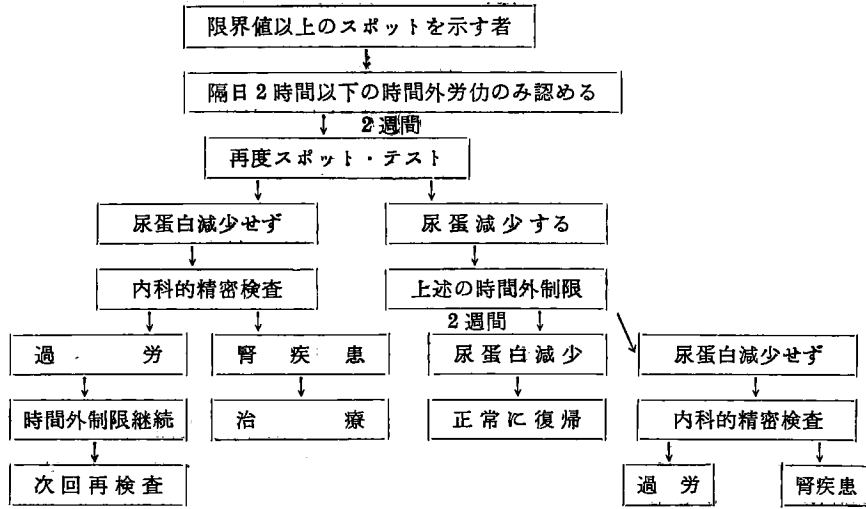 限界値以上のスポットを示す者
隔日2時間以下の時間外労仂のみ認める
2週間
再度スポット・テスト
尿蛋白減少せず
尿蛋減少する
内科的精密検査
上述の時間外制限
2週間
過労
腎疾患
尿蛋白減少
尿蛋白減少せず
時間外制限継続
治療
正常に復帰
内科的精密検査
次回再検査
過労
腎疾患